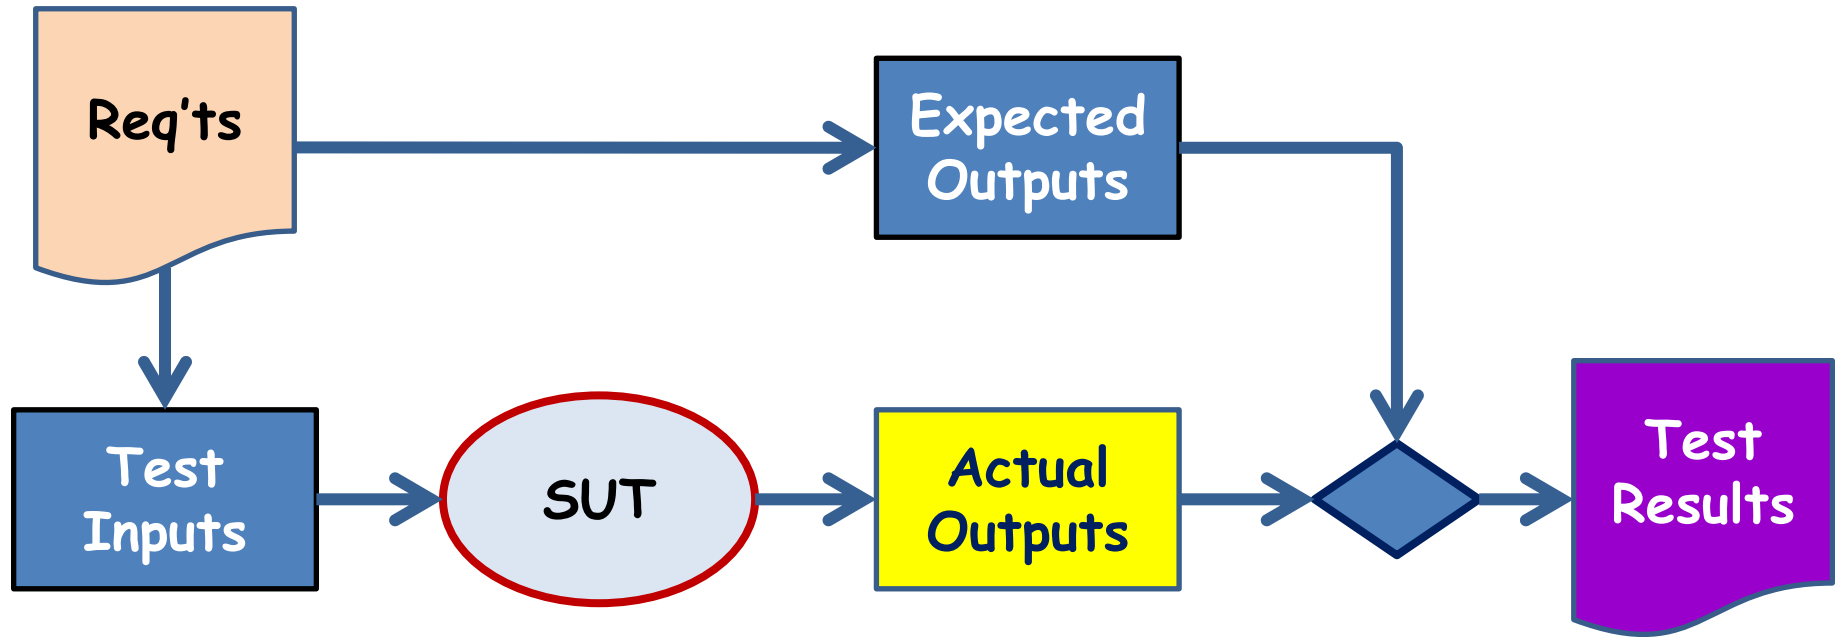 Req'ts
Expected
Outputs
Test
Inputs
SUT
Actual
Outputs
Test
Results